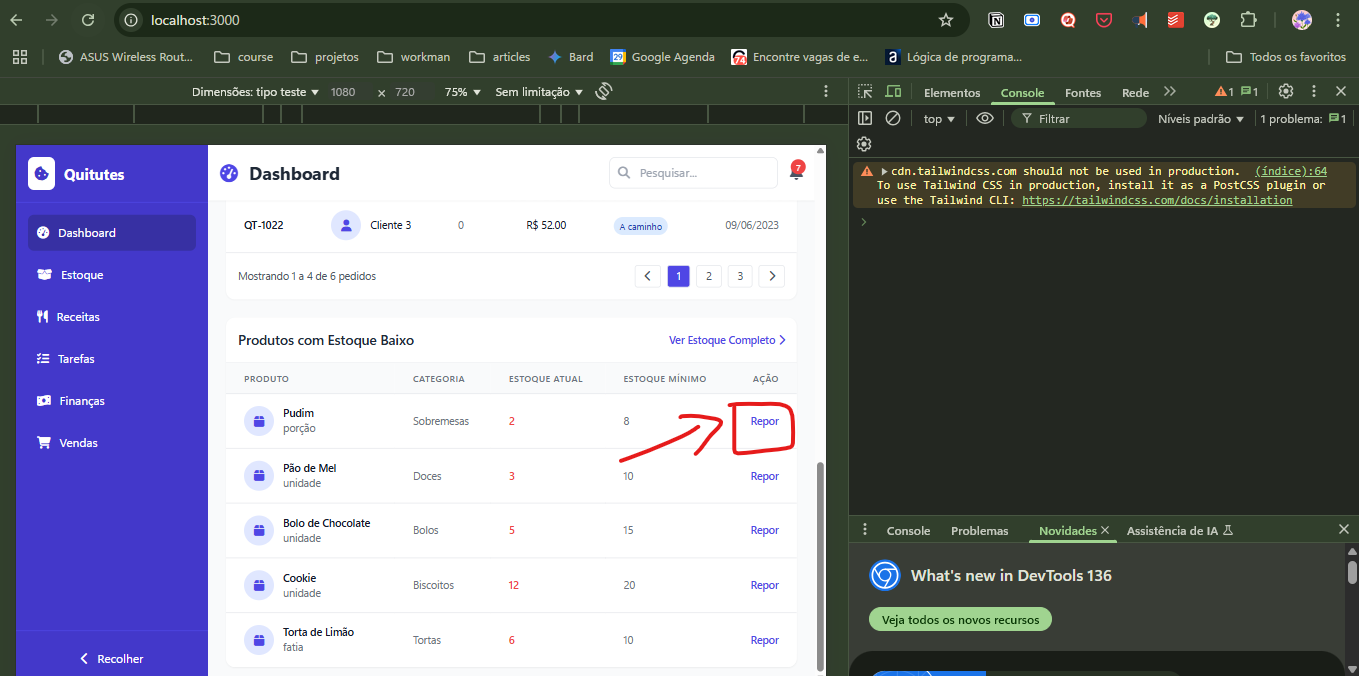 localhost:3000
ASUS Wireless Rout...
course
projetos
workman
articles
Bard
Google Agenda
Encontre vagas de e...
Lógica de programa...
Todos os favoritos
Dimensões: tipo teste 1080 x 720 75% Sem limitação
Elementos Console Fontes Rede 1 1
top Filtrar Níveis padrão 1 problema: 1
cdn.tailwindcss.com should not be used in production. (índice):64
To use Tailwind CSS in production, install it as a PostCSS plugin or
use the Tailwind CLI: https://tailwindcss.com/docs/installation
Quitutes
Dashboard
Estoque
Receitas
Tarefas
Finanças
Vendas
Recolher
Dashboard Pesquisar... 7
QT-1022 Cliente 3 0 R$ 52.00 A caminho 09/06/2023
Mostrando 1 a 4 de 6 pedidos 1 2 3
Produtos com Estoque Baixo Ver Estoque Completo
PRODUTO CATEGORIA ESTOQUE ATUAL ESTOQUE MÍNIMO AÇÃO
Pudim
porção
Sobremesas 2 8 Repor
Pão de Mel
unidade
Doces 3 10 Repor
Bolo de Chocolate
unidade
Bolos 5 15 Repor
Cookie
unidade
Biscoitos 12 20 Repor
Torta de Limão
fatia
Tortas 6 10 Repor
Console Problemas Novidades Assistência de IA
What's new in DevTools 136
Veja todos os novos recursos